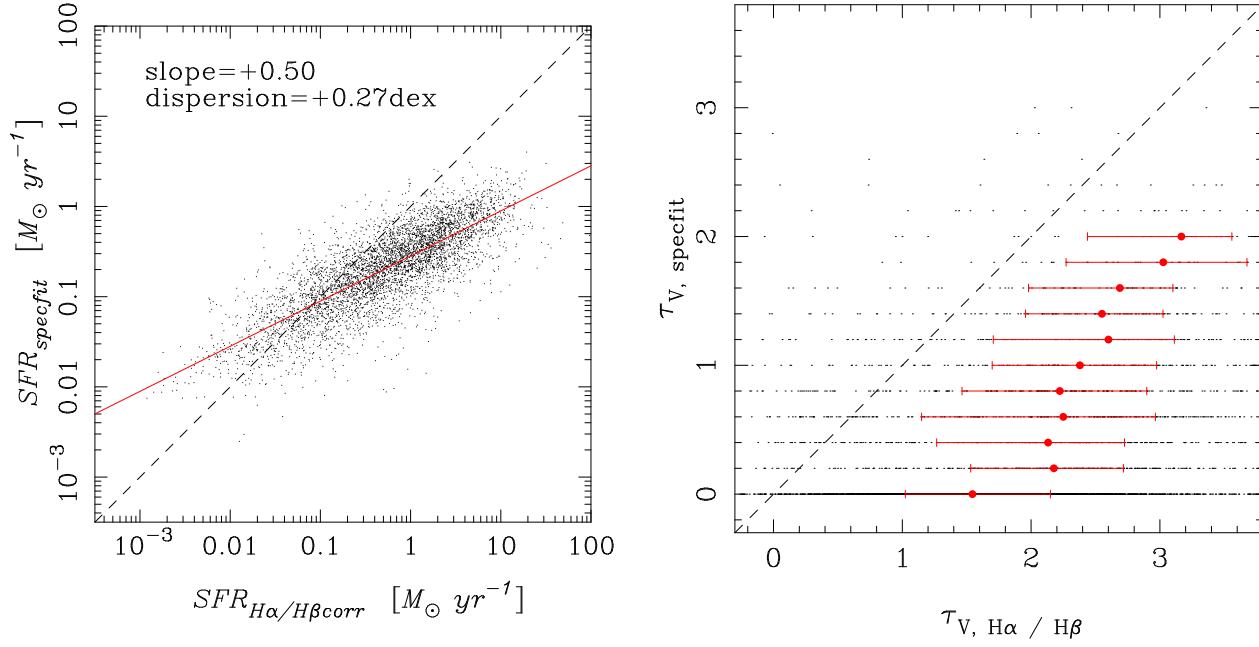 slope=+0.50
dispersion=+0.27dex
100
10
1
0.1
0.01
10⁻³
SFR_specfit [M⊙ yr⁻¹]
10⁻³ 0.01 0.1 1 10 100
SFR_Hα/Hβcorr [M⊙ yr⁻¹]
3
2
1
0
τ_V, specfit
0 1 2 3
τ_V, Hα / Hβ